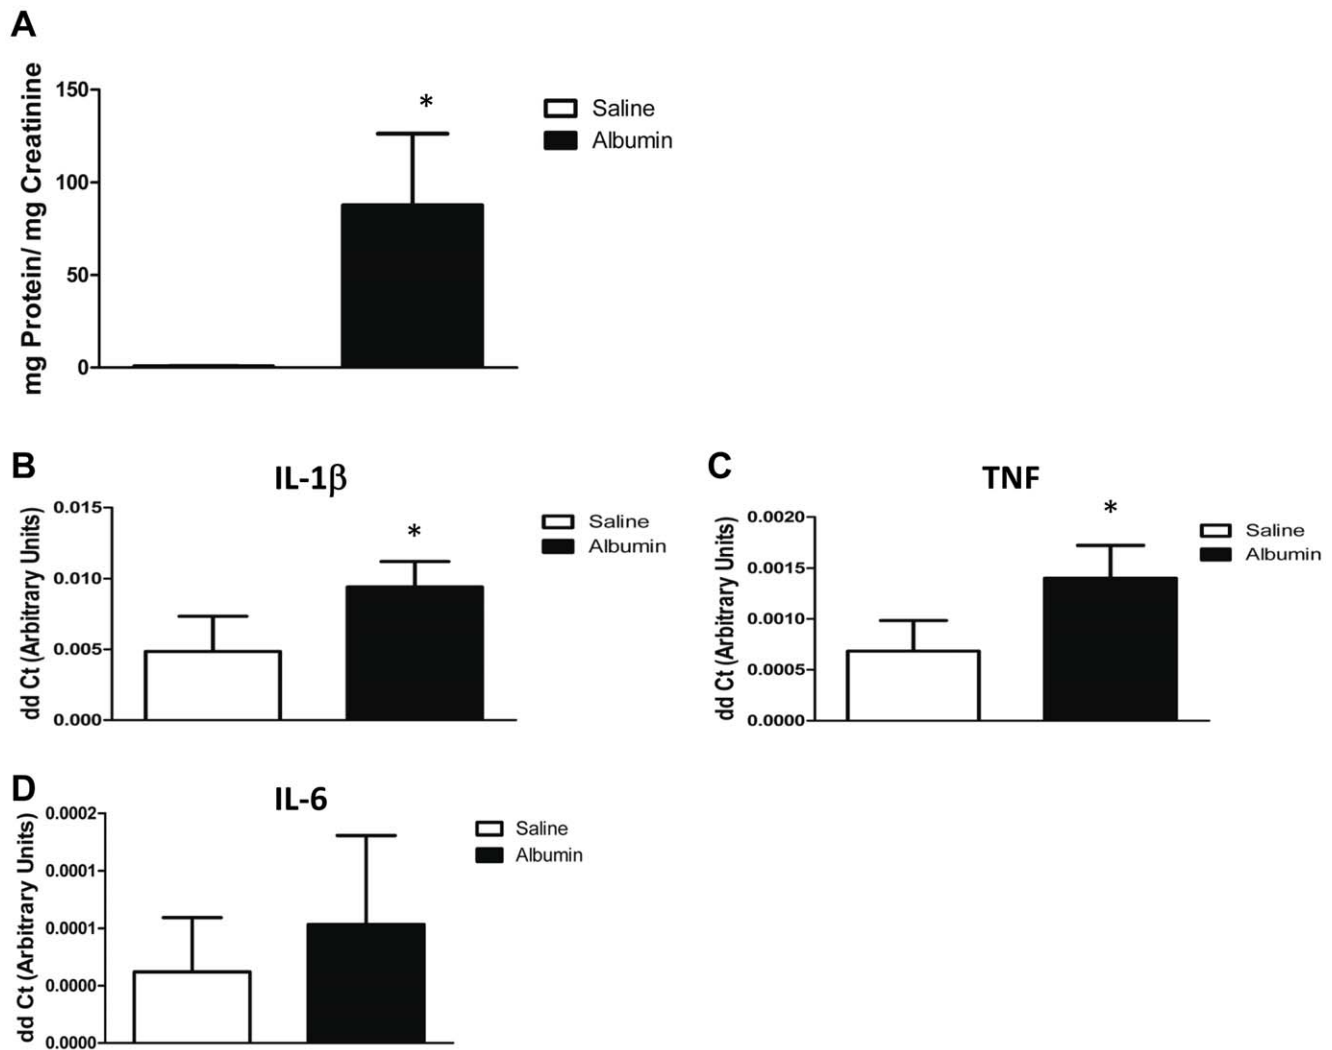 A
mg Protein/ mg Creatinine
150
100
50
0
*
Saline
Albumin
B
IL-1β
dd Ct (Arbitrary Units)
0.015
0.010
0.005
0.000
*
Saline
Albumin
C
TNF
dd Ct (Arbitrary Units)
0.0020
0.0015
0.0010
0.0005
0.0000
*
Saline
Albumin
D
IL-6
dd Ct (Arbitrary Units)
0.0002
0.0001
0.0001
0.0000
0.0000
Saline
Albumin